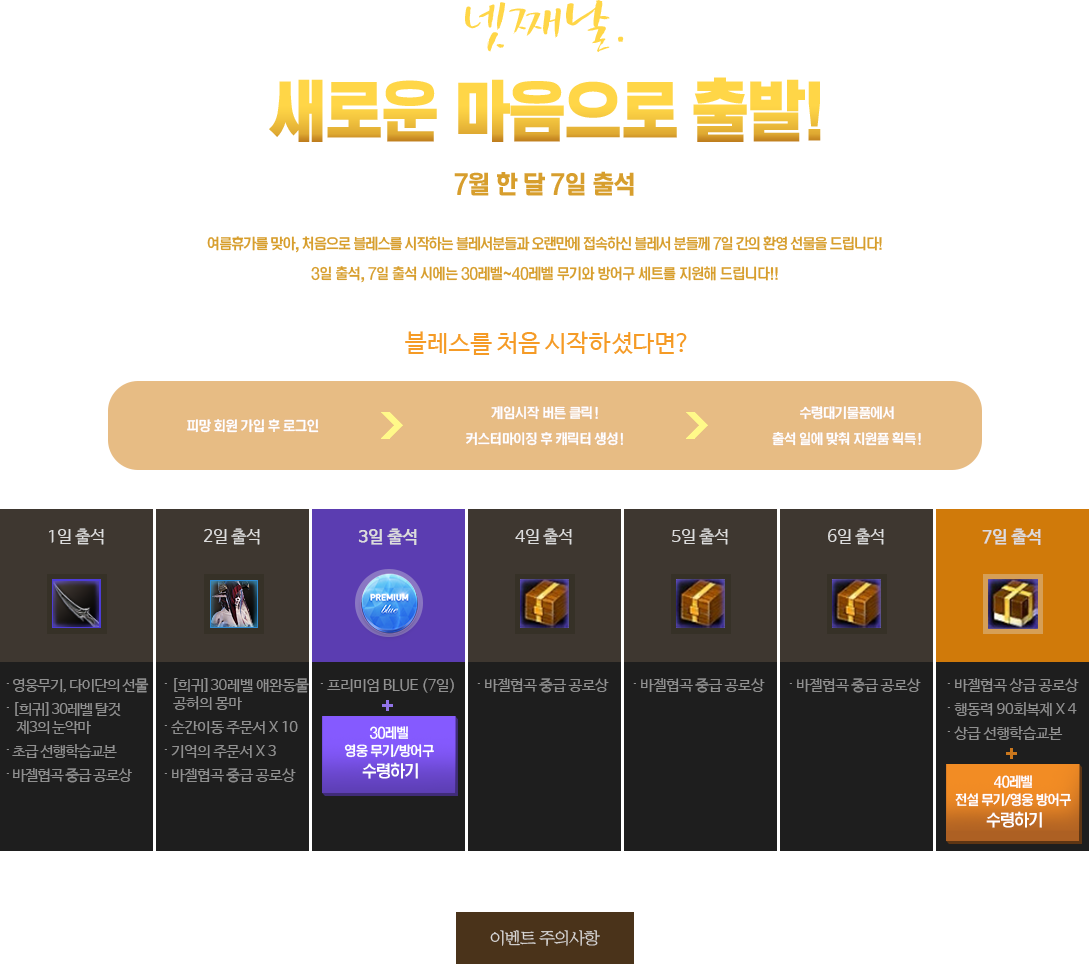 넷째날.
새로운 마음으로 출발!
7월 한 달 7일 출석
여름휴가를 맞아, 처음으로 블레스를 시작하는 블레서분들과 오랜만에 접속하신 블레서 분들께 7일 간의 환영 선물을 드립니다!
3일 출석, 7일 출석 시에는 30레벨~40레벨 무기와 방어구 세트를 지원해 드립니다!!
블레스를 처음 시작하셨다면?
피망 회원 가입 후 로그인
게임시작 버튼 클릭!
커스터마이징 후 캐릭터 생성!
수령대기물품에서
출석 일에 맞춰 지원품 획득!
1일 출석
· 영웅무기, 다이단의 선물
· [희귀]30레벨 탈것
제3의 눈악마
· 초급 선행학습교본
· 바젤협곡 중급 공로상
2일 출석
· [희귀]30레벨 애완동물
공허의 몽마
· 순간이동 주문서 X 10
· 기억의 주문서 X 3
· 바젤협곡 중급 공로상
3일 출석
PREMIUM
blue
· 프리미엄 BLUE (7일)
+
30레벨
영웅 무기/방어구
수령하기
4일 출석
· 바젤협곡 중급 공로상
5일 출석
· 바젤협곡 중급 공로상
6일 출석
· 바젤협곡 중급 공로상
7일 출석
· 바젤협곡 상급 공로상
· 행동력 90회복제 X 4
· 상급 선행학습교본
+
40레벨
전설 무기/영웅 방어구
수령하기
이벤트 주의사항